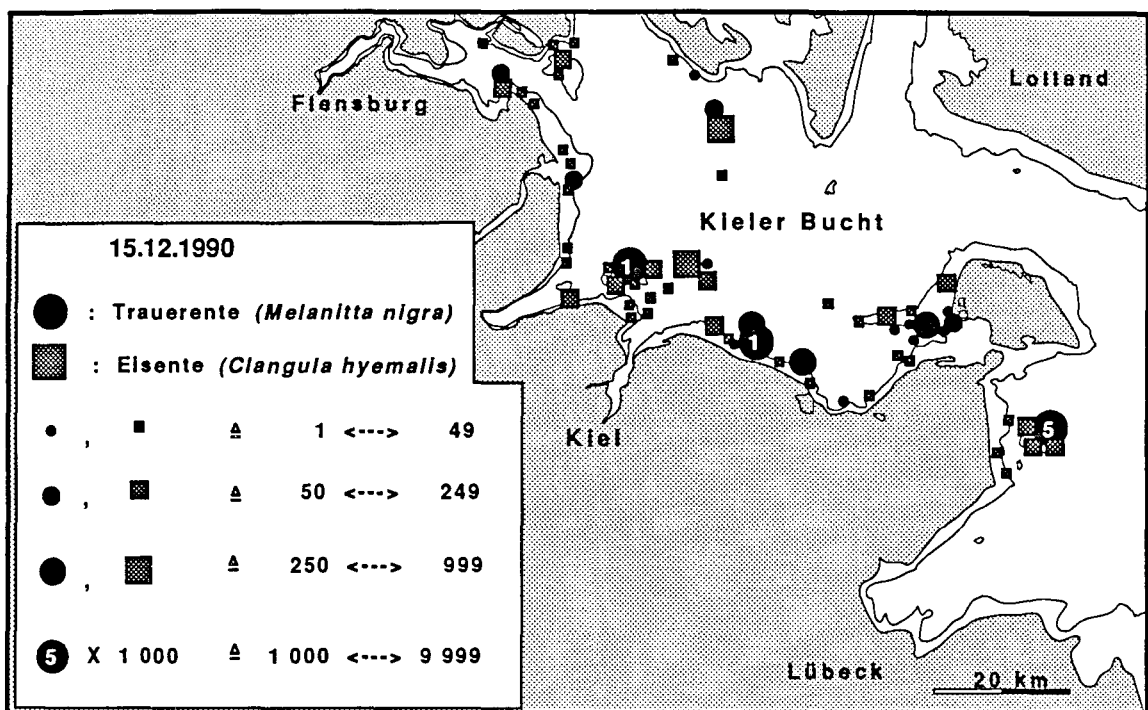 Flensburg
Lolland
Kieler Bucht
15.12.1990
: Trauerente (Melanitta nigra)
: Eisente (Clangula hyemalis)
, ≙ 1 <---> 49
, ≙ 50 <---> 249
, ≙ 250 <---> 999
5 X 1 000 ≙ 1 000 <---> 9 999
1
1
5
Kiel
Lübeck
20 km